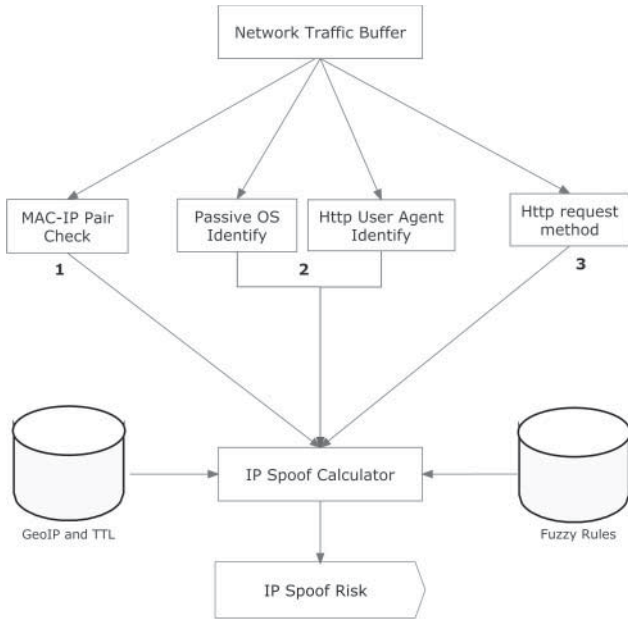 Network Traffic Buffer
MAC-IP Pair
Check
Passive OS
Identify
Http User Agent
Identify
Http request
method
1
2
3
IP Spoof Calculator
GeoIP and TTL
Fuzzy Rules
IP Spoof Risk